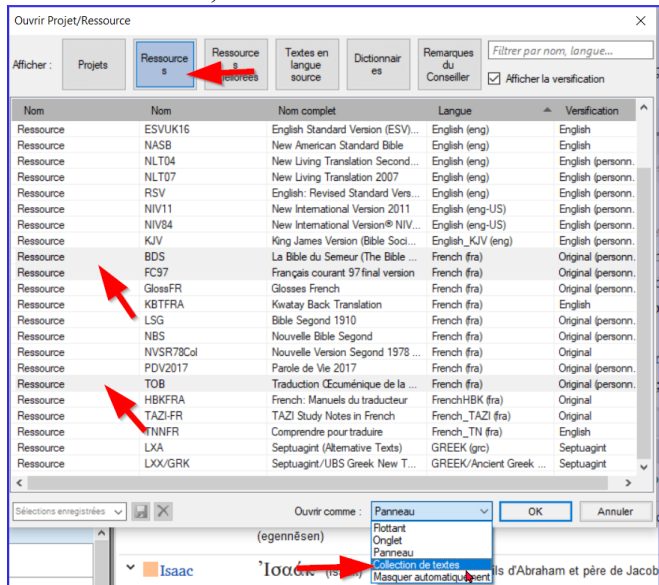 Ouvrir Projet/Ressource
Afficher : Projets Ressources Ressources Textes en langue source Dictionnaires Remarques du Conseiller Filtrer par nom, langue...
Afficher la versification
Nom Nom Nom complet Langue Versification
Ressource ESVUK16 English Standard Version (ESV)... English (eng) English
Ressource NASB New American Standard Bible English (eng) English
Ressource NLT04 New Living Translation Second... English (eng) English (personn.
Ressource NLT07 New Living Translation 2007 English (eng) English (personn.
Ressource RSV English: Revised Standard Vers... English (eng) English (personn.
Ressource NIV11 New International Version 2011 English (eng-US) English (personn.
Ressource NIV84 New International Version® NIV... English (eng-US) English (personn.
Ressource KJV King James Version (Bible Soci... English_KJV (eng) English (personn.
Ressource BDS La Bible du Semeur (The Bible ... French (fra) Original (personn.
Ressource FC97 Français courant 97 final version French (fra) Original (personn.
Ressource GlossFR Glosses French French (fra) Original (personn.
Ressource KBTFRA Kwatay Back Translation French (fra) English
Ressource LSG Bible Segond 1910 French (fra) Original (personn.
Ressource NBS Nouvelle Bible Segond French (fra) Original (personn.
Ressource NVSR78Col Nouvelle Version Segond 1978 ... French (fra) Original
Ressource PDV2017 Parole de Vie 2017 French (fra) Original (personn.
Ressource TOB Traduction Œcuménique de la ... French (fra) Original (personn.
Ressource HBKFRA French: Manuels du traducteur FrenchHBK (fra) Original
Ressource TAZI-FR TAZI Study Notes in French French_TAZI (fra) Original
Ressource TNNFR Comprendre pour traduire French_TN (fra) English
Ressource LXA Septuagint (Alternative Texts) GREEK (grc) Septuagint
Ressource LXX/GRK Septuagint/UBS Greek New T... GREEK/Ancient Greek ... Septuagint
Sélections enregistrées Ouvrir comme : Panneau OK Annuler
Flottant
(egennēsen) Onglet
Panneau
Collection de textes
Isaac Ἰσαάκ ils d'Abraham et père de Jacob
Masquer automatiquement